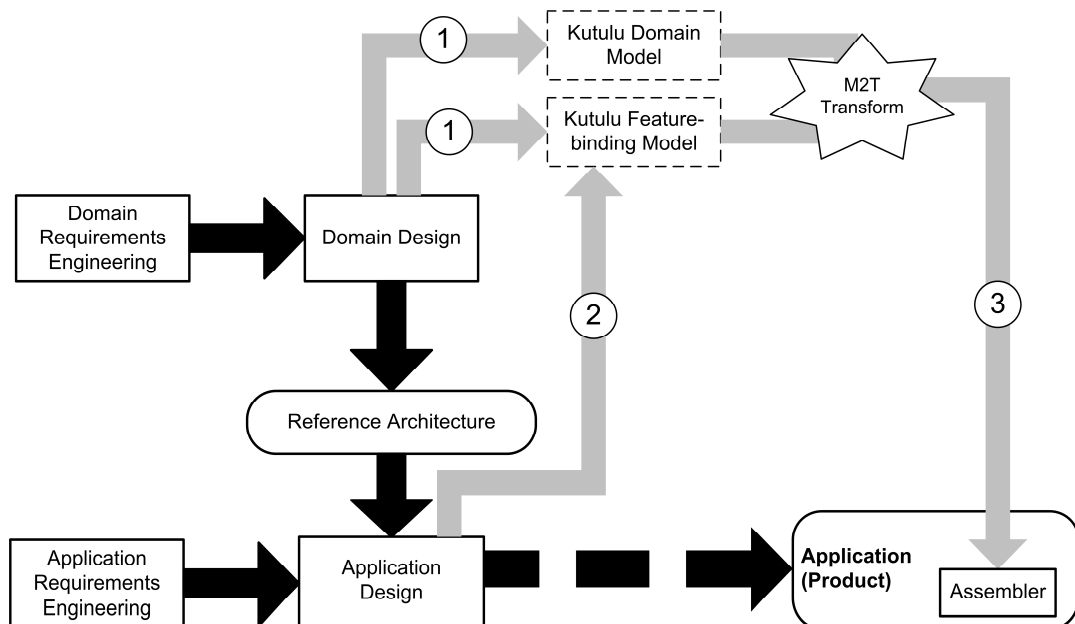 1
Kutulu Domain
Model
M2T
Transform
1
Kutulu Feature-
binding Model
Domain
Requirements
Engineering
Domain Design
2
3
Reference Architecture
Application
Requirements
Engineering
Application
Design
Application
(Product)
Assembler